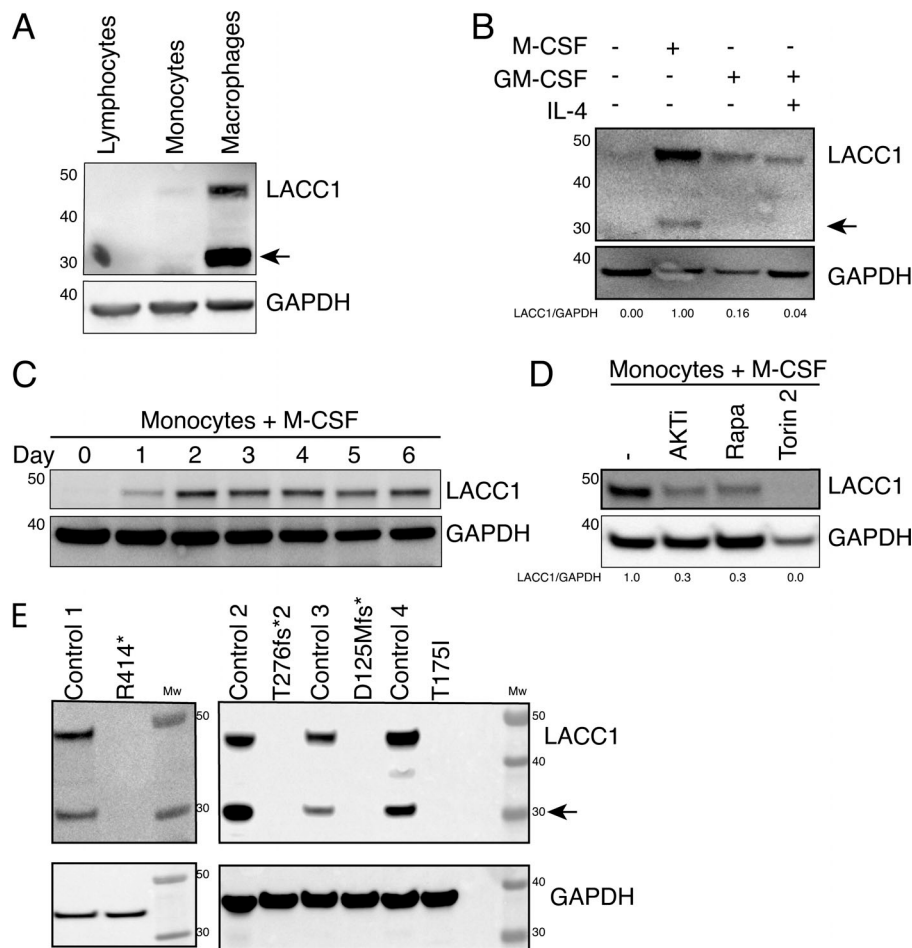 A
Lymphocytes
Monocytes
Macrophages
50
40
30
LACC1
40
GAPDH
B
M-CSF - + - -
GM-CSF - - + +
IL-4 - - - +
50
40
30
LACC1
40
GAPDH
LACC1/GAPDH 0.00 1.00 0.16 0.04
C
Monocytes + M-CSF
Day 0 1 2 3 4 5 6
50
LACC1
40
GAPDH
D
Monocytes + M-CSF
-
AKTi
Rapa
Torin 2
50
LACC1
40
GAPDH
LACC1/GAPDH 1.0 0.3 0.3 0.0
E
Control 1
R414*
Mw
50
30
50
30
Control 2
T276fs*2
Control 3
D125Mfs*
Control 4
T175I
Mw
50
LACC1
40
30
40
GAPDH
30